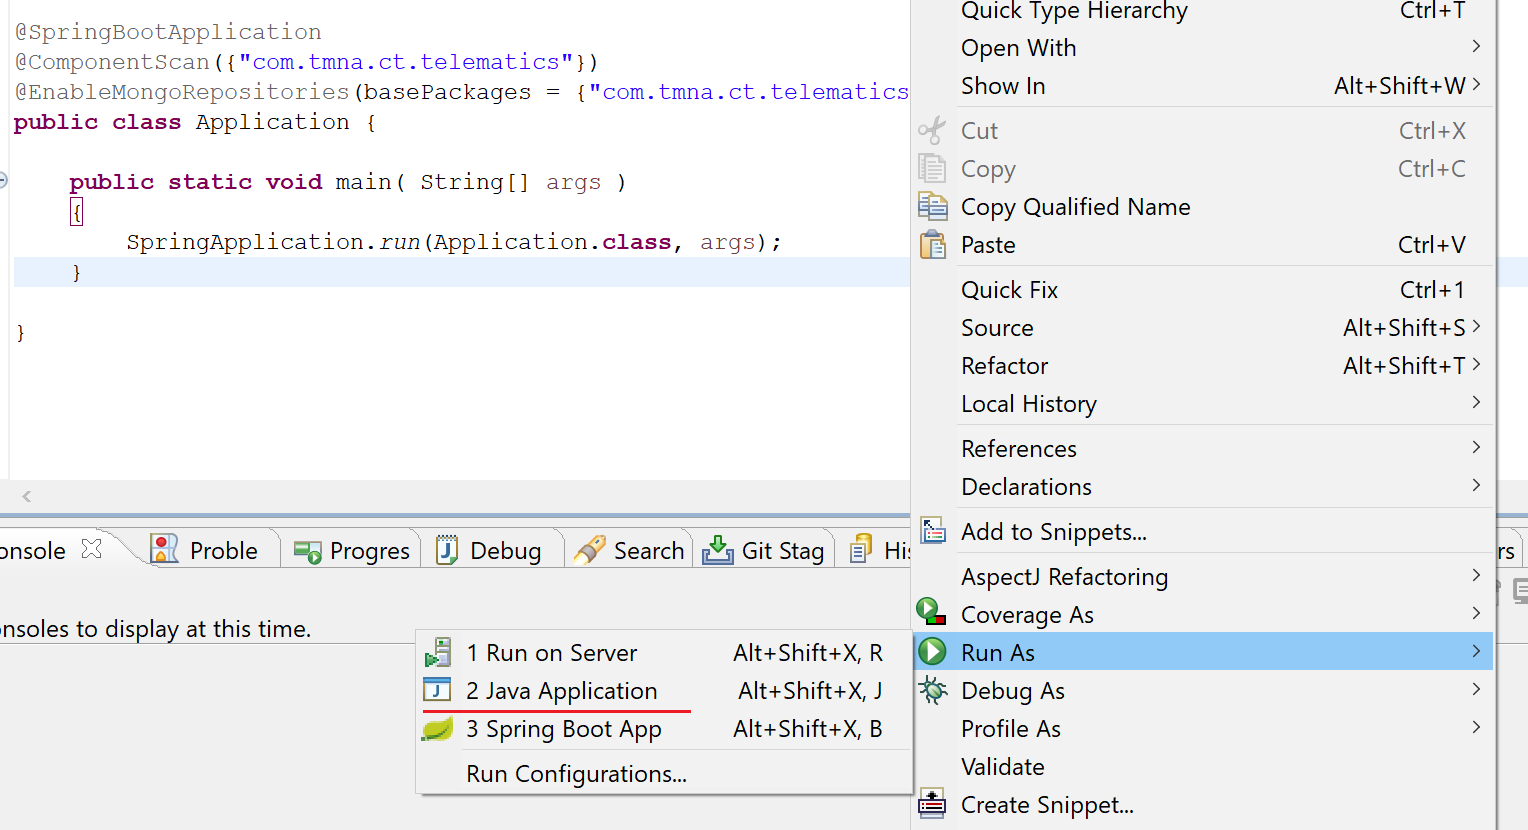 @SpringBootApplication
@ComponentScan({"com.tmna.ct.telematics"})
@EnableMongoRepositories(basePackages = {"com.tmna.ct.telematics
public class Application {
public static void main( String[] args )
{
SpringApplication.run(Application.class, args);
}
}
Quick Type Hierarchy Ctrl+T
Open With
Show In Alt+Shift+W
Cut Ctrl+X
Copy Ctrl+C
Copy Qualified Name
Paste Ctrl+V
Quick Fix Ctrl+1
Source Alt+Shift+S
Refactor Alt+Shift+T
Local History
References
Declarations
Add to Snippets...
AspectJ Refactoring
Coverage As
Run As
Debug As
Profile As
Validate
Create Snippet...
onsole Proble Progres Debug Search Git Stag His rs
onsoles to display at this time.
1 Run on Server Alt+Shift+X, R
2 Java Application Alt+Shift+X, J
3 Spring Boot App Alt+Shift+X, B
Run Configurations...